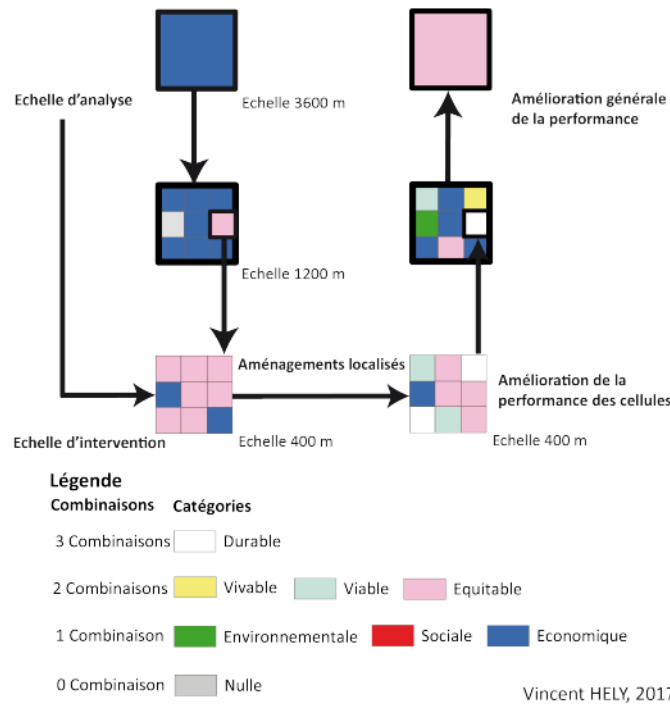 Echelle d'analyse
Echelle 3600 m
Amélioration générale
de la performance
Echelle 1200 m
Aménagements localisés
Amélioration de la
performance des cellules
Echelle d'intervention
Echelle 400 m
Echelle 400 m
Légende
Combinaisons Catégories
3 Combinaisons Durable
2 Combinaisons Vivable Viable Equitable
1 Combinaison Environnementale Sociale Economique
0 Combinaison Nulle
Vincent HELY, 2017